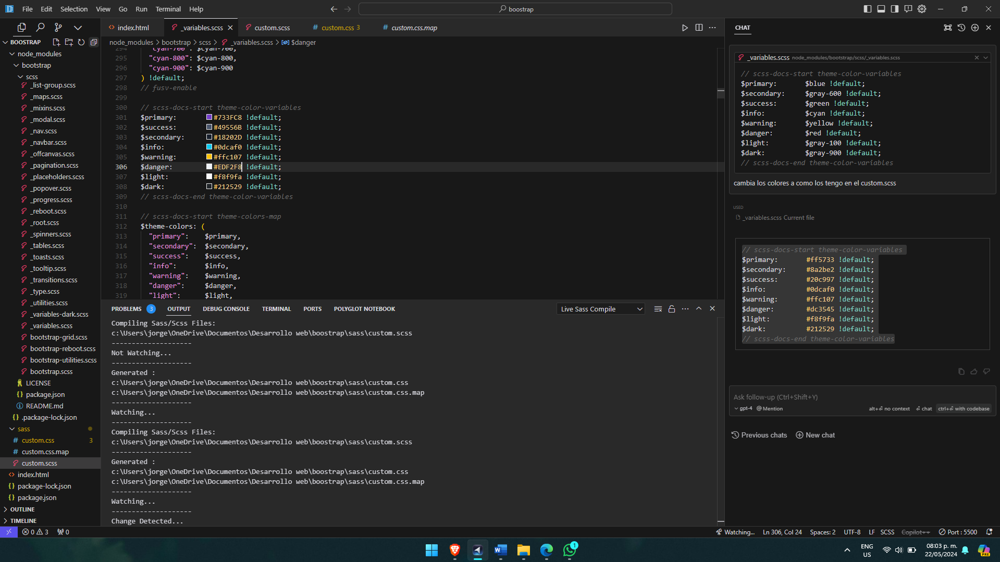 File Edit Selection View Go Run Terminal Help
boostrap
BOOSTRAP
node_modules
bootstrap
scss
_list-group.scss
_maps.scss
_mixins.scss
_modal.scss
_nav.scss
_navbar.scss
_offcanvas.scss
_pagination.scss
_placeholders.scss
_popover.scss
_progress.scss
_reboot.scss
_root.scss
_spinners.scss
_tables.scss
_toasts.scss
_tooltip.scss
_transitions.scss
_type.scss
_utilities.scss
_variables-dark.scss
_variables.scss
bootstrap-grid.scss
bootstrap-reboot.scss
bootstrap-utilities.scss
bootstrap.scss
LICENSE
package.json
README.md
.package-lock.json
sass
custom.css 3
custom.css.map
custom.scss
index.html
package-lock.json
package.json
OUTLINE
TIMELINE
index.html _variables.scss custom.scss custom.css 3 custom.css.map
node_modules > bootstrap > scss > _variables.scss > $danger
294 "cyan-700": $cyan-700,
295 "cyan-800": $cyan-800,
296 "cyan-900": $cyan-900
297 ) !default;
298 // fusv-enable
299
300 // scss-docs-start theme-color-variables
301 $primary: #733FC8 !default;
302 $success: #49556B !default;
303 $secondary: #18202D !default;
304 $info: #0dcaf0 !default;
305 $warning: #ffc107 !default;
306 $danger: #EDF2F8 !default;
307 $light: #f8f9fa !default;
308 $dark: #212529 !default;
309 // scss-docs-end theme-color-variables
310
311 // scss-docs-start theme-colors-map
312 $theme-colors: (
313 "primary": $primary,
314 "secondary": $secondary,
315 "success": $success,
316 "info": $info,
317 "warning": $warning,
318 "danger": $danger,
319 "light": $light,
PROBLEMS 3 OUTPUT DEBUG CONSOLE TERMINAL PORTS POLYGLOT NOTEBOOK
Live Sass Compile
Compiling Sass/Scss Files:
c:\Users\jorge\OneDrive\Documentos\Desarrollo web\boostrap\sass\custom.scss
--------------------
Not Watching...
--------------------
Generated :
c:\Users\jorge\OneDrive\Documentos\Desarrollo web\boostrap\sass\custom.css
c:\Users\jorge\OneDrive\Documentos\Desarrollo web\boostrap\sass\custom.css.map
--------------------
Watching...
--------------------
Compiling Sass/Scss Files:
c:\Users\jorge\OneDrive\Documentos\Desarrollo web\boostrap\sass\custom.scss
--------------------
Generated :
c:\Users\jorge\OneDrive\Documentos\Desarrollo web\boostrap\sass\custom.css
c:\Users\jorge\OneDrive\Documentos\Desarrollo web\boostrap\sass\custom.css.map
--------------------
Watching...
--------------------
Change Detected...
CHAT
_variables.scss node_modules/bootstrap/scss/_variables.scss
// scss-docs-start theme-color-variables
$primary: $blue !default;
$secondary: $gray-600 !default;
$success: $green !default;
$info: $cyan !default;
$warning: $yellow !default;
$danger: $red !default;
$light: $gray-100 !default;
$dark: $gray-900 !default;
// scss-docs-end theme-color-variables
cambia los colores a como los tengo en el custom.scss
USED
_variables.scss Current file
// scss-docs-start theme-color-variables
$primary: #ff5733 !default;
$secondary: #8a2be2 !default;
$success: #20c997 !default;
$info: #0dcaf0 !default;
$warning: #ffc107 !default;
$danger: #dc3545 !default;
$light: #f8f9fa !default;
$dark: #212529 !default;
// scss-docs-end theme-color-variables
Ask follow-up (Ctrl+Shift+Y)
gpt-4 @ Mention alt+⏎ no context ⏎ chat ctrl+⏎ with codebase
Previous chats New chat
0 3 0
Watching... Ln 306, Col 24 Spaces: 2 UTF-8 LF SCSS Copilot++ Port : 5500
1
ENG
US
08:03 p. m.
22/05/2024
PRE